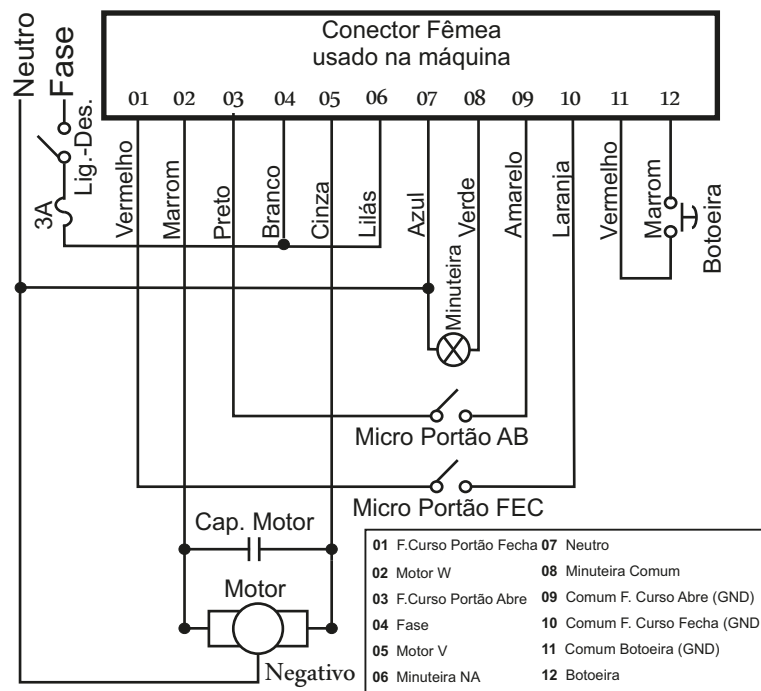 Conector Fêmea
usado na máquina
Neutro
Fase
Lig.-Des.
3A
01 02 03 04 05 06 07 08 09 10 11 12
Vermelho
Marrom
Preto
Branco
Cinza
Lilás
Azul
Verde
Amarelo
Laranja
Vermelho
Marrom
Botoeira
Minuteira
Micro Portão AB
Micro Portão FEC
Cap. Motor
Motor
Negativo
01 F.Curso Portão Fecha
02 Motor W
03 F.Curso Portão Abre
04 Fase
05 Motor V
06 Minuteira NA
07 Neutro
08 Minuteira Comum
09 Comum F. Curso Abre (GND)
10 Comum F. Curso Fecha (GND
11 Comum Botoeira (GND)
12 Botoeira